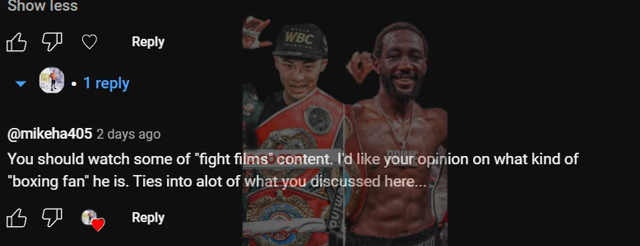 Show less
Reply
1 reply
WBC
@mikeha405 2 days ago
You should watch some of "fight films" content. I'd like your opinion on what kind of
"boxing fan" he is. Ties into alot of what you discussed here...
Reply